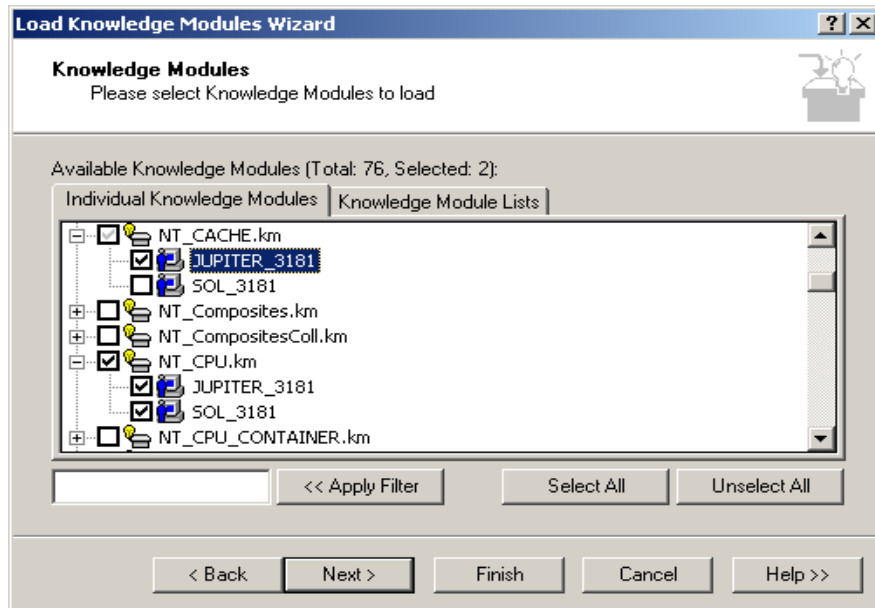 Load Knowledge Modules Wizard
Knowledge Modules
Please select Knowledge Modules to load
Available Knowledge Modules (Total: 76, Selected: 2):
Individual Knowledge Modules Knowledge Module Lists
NT_CACHE.km
JUPITER_3181
SOL_3181
NT_Composites.km
NT_CompositesColl.km
NT_CPU.km
JUPITER_3181
SOL_3181
NT_CPU_CONTAINER.km
<< Apply Filter Select All Unselect All
< Back Next > Finish Cancel Help >>